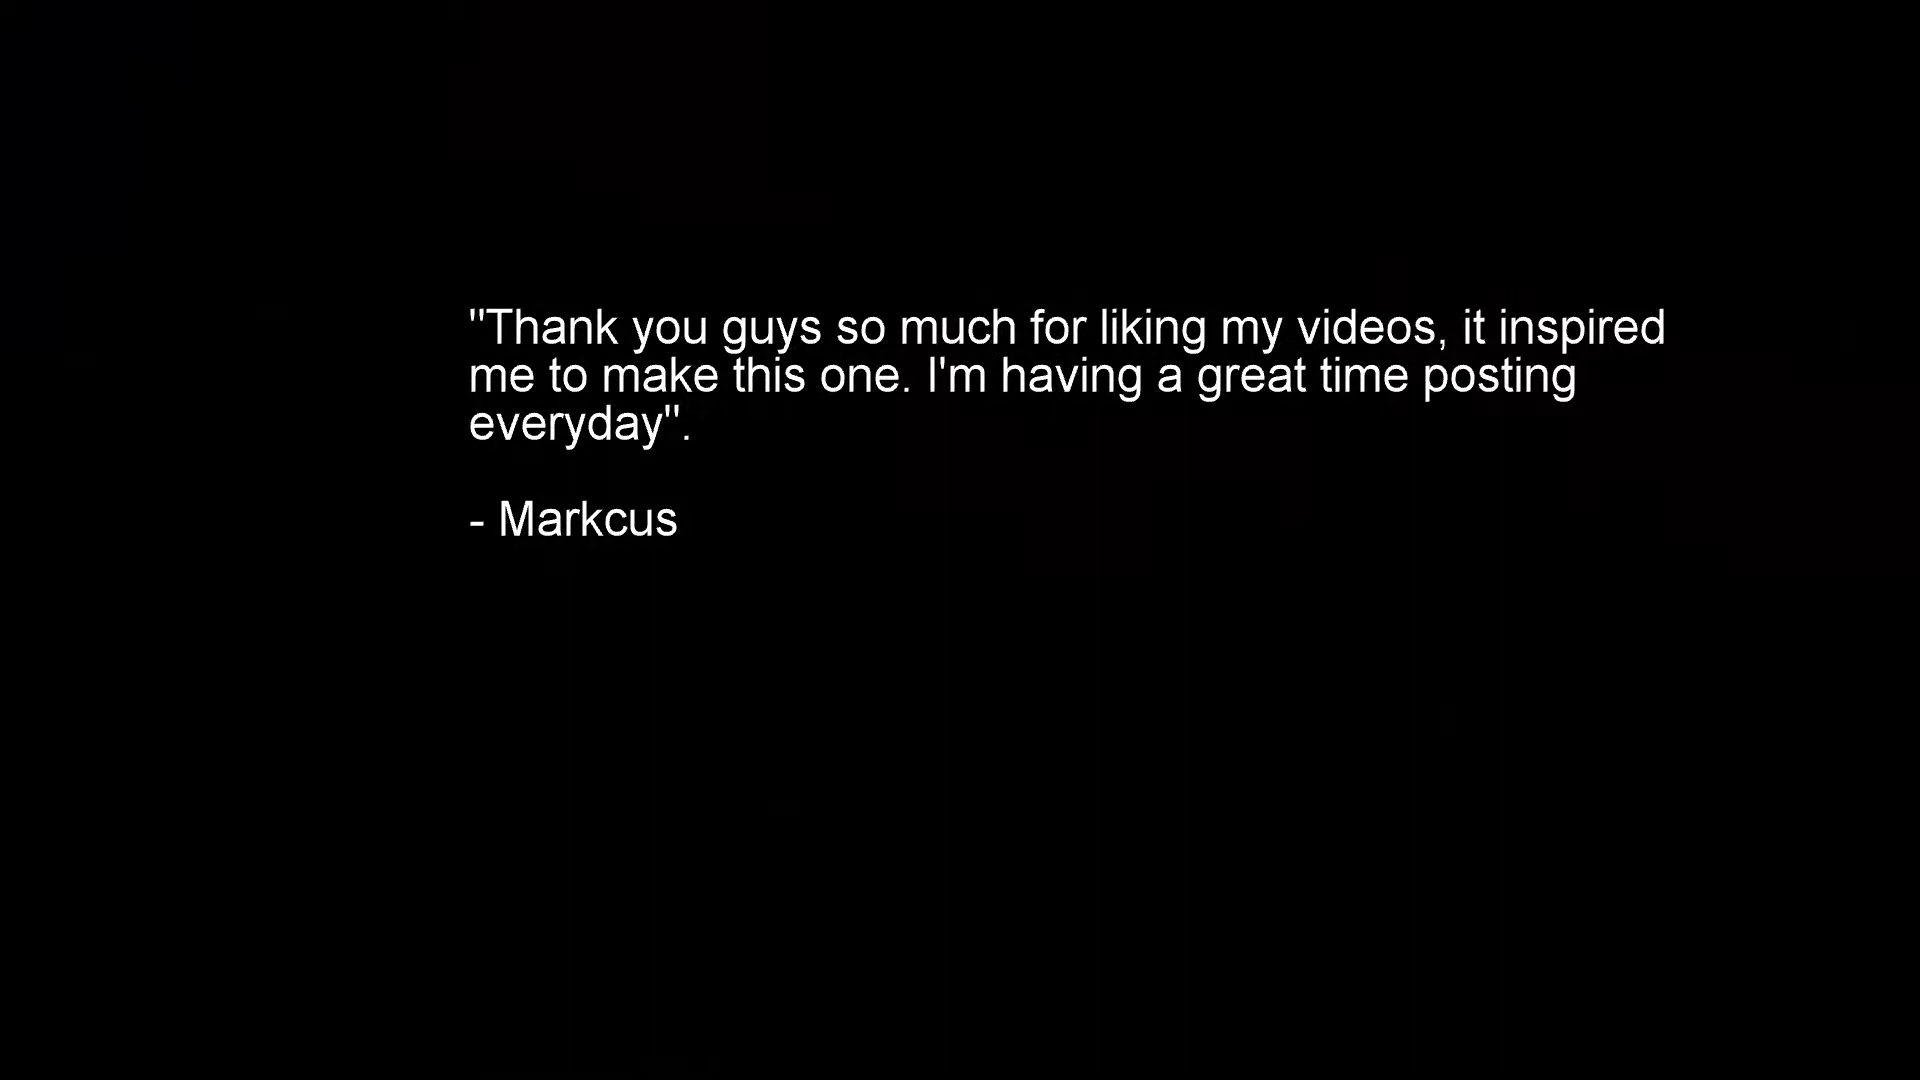 "Thank you guys so much for liking my videos, it inspired
me to make this one. I'm having a great time posting
everyday".
- Markcus